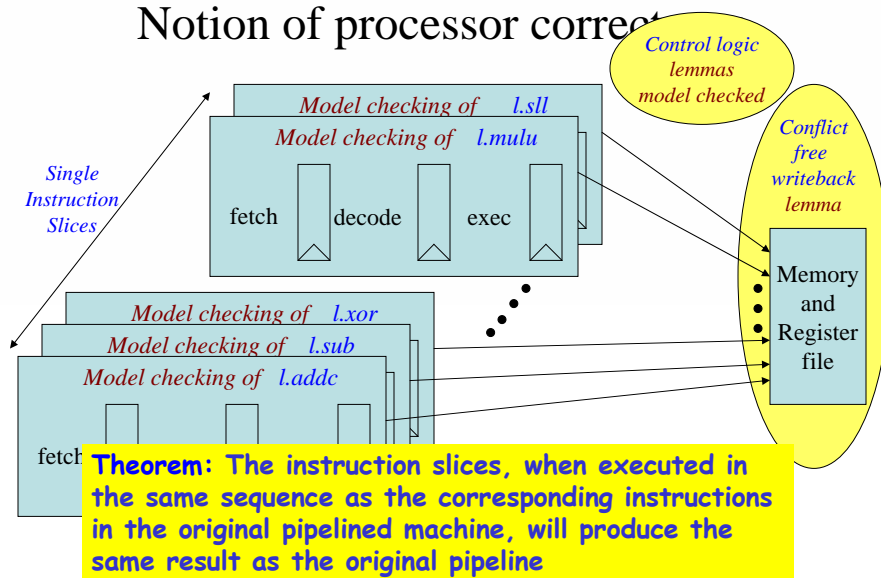 Notion of processor
Control logic
lemmas
model checked
Model checking of l.sll
Model checking of l.mulu
fetch decode exec
Single
Instruction
Slices
Conflict
free
writeback
lemma
Memory
and
Register
file
Model checking of l.xor
Model checking of l.sub
Model checking of l.addc
Theorem: The instruction slices, when executed in
the same sequence as the corresponding instructions
in the original pipelined machine, will produce the
same result as the original pipeline